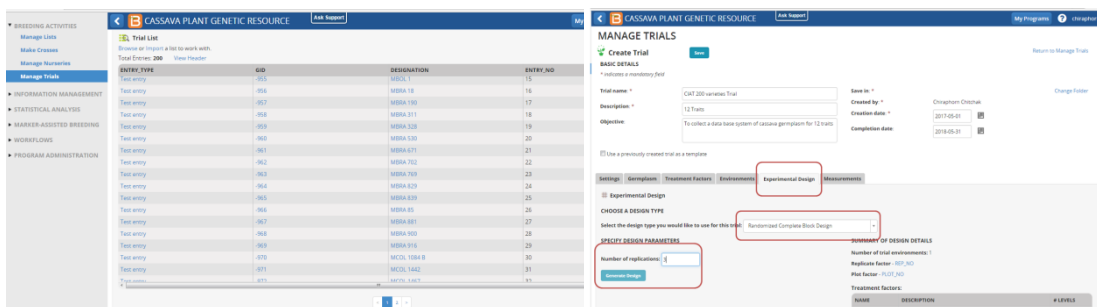 BREEDING ACTIVITIES
Manage Lists
Make Crosses
Manage Nurseries
Manage Trials
INFORMATION MANAGEMENT
STATISTICAL ANALYSIS
MARKER-ASSISTED BREEDING
WORKFLOWS
PROGRAM ADMINISTRATION
CASSAVA PLANT GENETIC RESOURCE Ask Support My
Trial List
Browse or Import a list to work with.
Total Entries: 200 View Header
ENTRY_TYPE GID DESIGNATION ENTRY_NO
Test entry -955 MBOL 1 15
Test entry -956 MBRA 18 16
Test entry -957 MBRA 190 17
Test entry -958 MBRA 311 18
Test entry -959 MBRA 328 19
Test entry -960 MBRA 530 20
Test entry -961 MBRA 671 21
Test entry -962 MBRA 702 22
Test entry -963 MBRA 769 23
Test entry -964 MBRA 829 24
Test entry -965 MBRA 839 25
Test entry -966 MBRA 85 26
Test entry -967 MBRA 881 27
Test entry -968 MBRA 900 28
Test entry -969 MBRA 916 29
Test entry -970 MCOL 1684 B 30
Test entry -971 MCOL 1442 31
1 2
CASSAVA PLANT GENETIC RESOURCE Ask Support My Programs chiraphor
MANAGE TRIALS
Create Trial Save Return to Manage Trials
BASIC DETAILS
* indicates a mandatory field
Trial name: * CIAT 200 varieties Trial Save in: * Change Folder
Description: * 12 Traits Created by: * Chiraphorn Chitchak
Creation date: * 2017-05-01
Objective: To collect a data base system of cassava germplasm for 12 traits Completion date: 2018-05-31
Use a previously created trial as a template
Settings Germplasm Treatment Factors Environments Experimental Design Measurements
Experimental Design
CHOOSE A DESIGN TYPE
Select the design type you would like to use for this trial: Randomized Complete Block Design
SPECIFY DESIGN PARAMETERS SUMMARY OF DESIGN DETAILS
Number of replications: Number of trial environments: 1
Replicate factor - REP_NO
Generate Design Plot factor - PLOT_NO
Treatment factors:
NAME DESCRIPTION # LEVELS